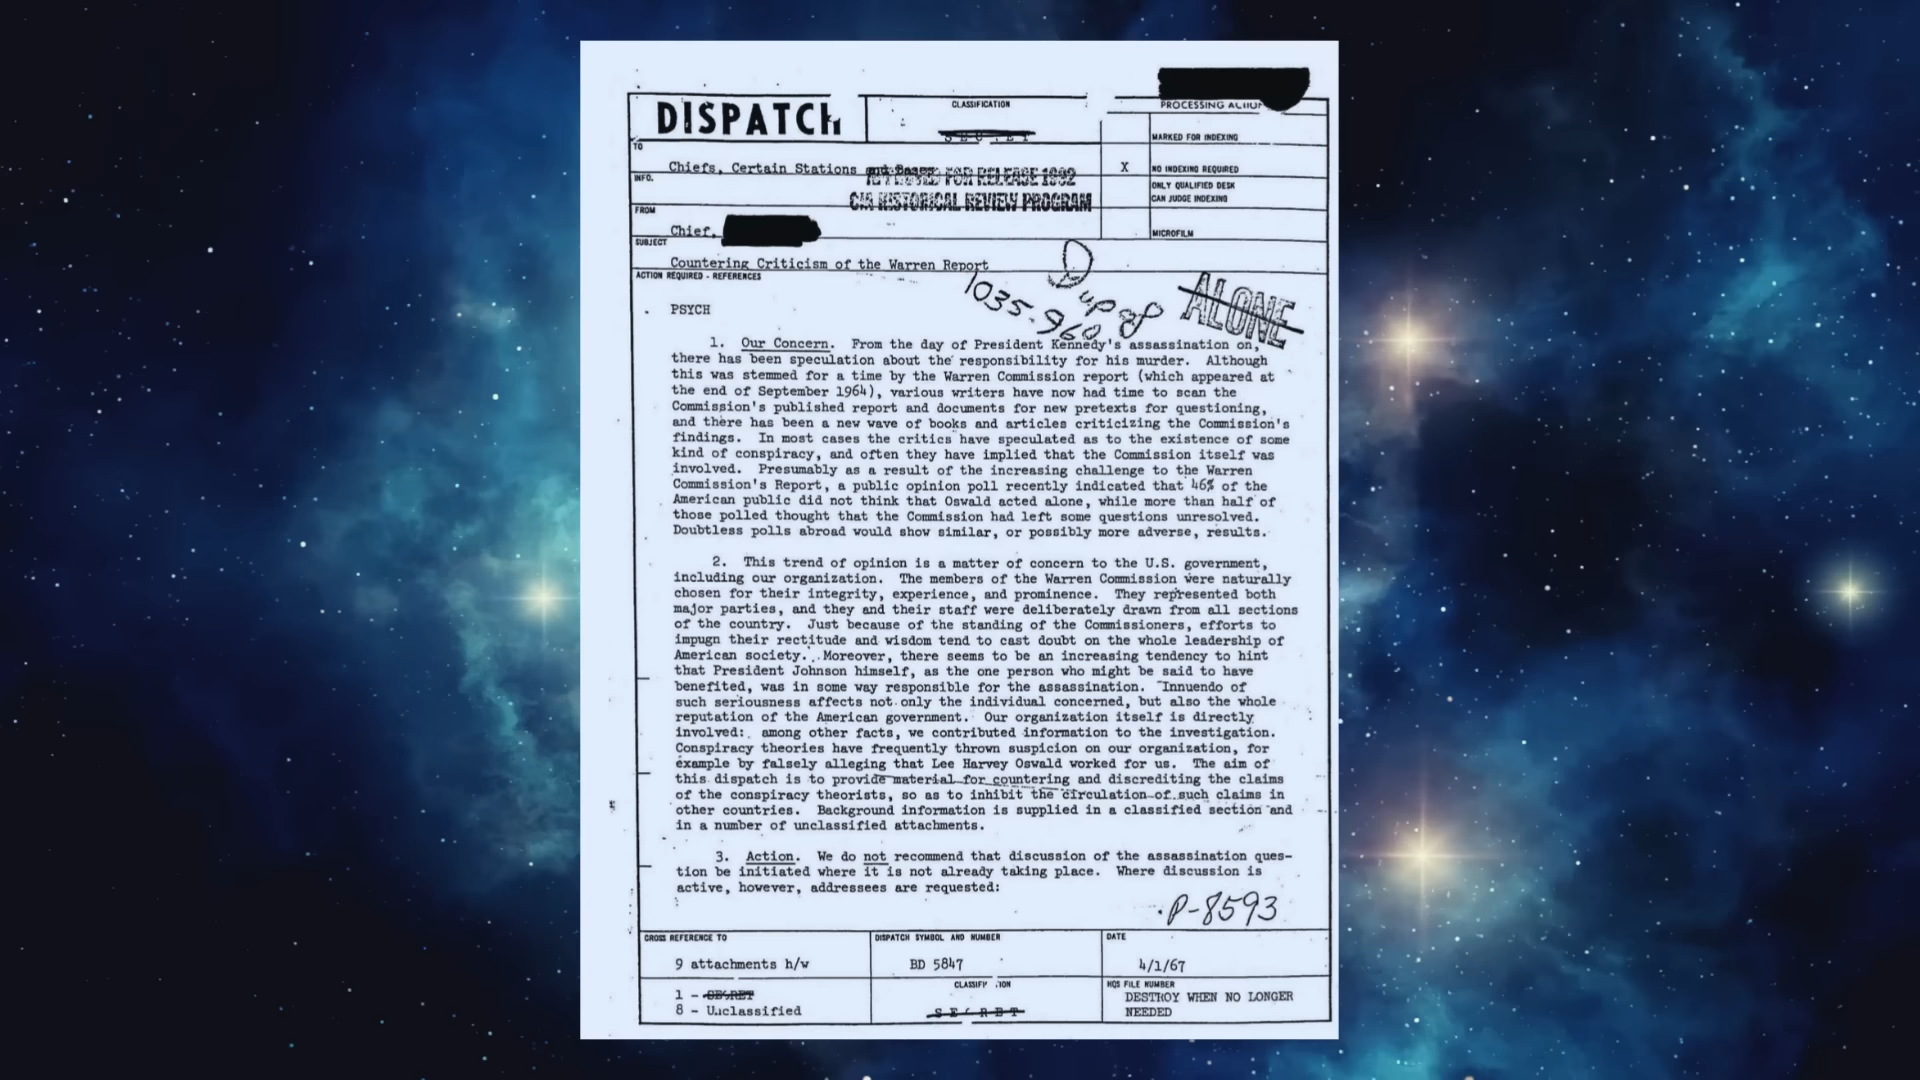 DISPATCH
CLASSIFICATION
PROCESSING ACTION
MARKED FOR INDEXING
TO
Chiefs, Certain Stations and Bases
X
NO INDEXING REQUIRED
FOR RELEASE 1992
INFO.
ONLY QUALIFIED DESK
CAN JUDGE INDEXING
CIA HISTORICAL REVIEW PROGRAM
FROM
Chief,
MICROFILM
SUBJECT
Countering Criticism of the Warren Report
ACTION REQUIRED - REFERENCES
1035-960
ALONE
PSYCH
1. Our Concern. From the day of President Kennedy's assassination on,
there has been speculation about the responsibility for his murder. Although
this was stemmed for a time by the Warren Commission report (which appeared at
the end of September 1964), various writers have now had time to scan the
Commission's published report and documents for new pretexts for questioning,
and there has been a new wave of books and articles criticizing the Commission's
findings. In most cases the critics have speculated as to the existence of some
kind of conspiracy, and often they have implied that the Commission itself was
involved. Presumably as a result of the increasing challenge to the Warren
Commission's Report, a public opinion poll recently indicated that 46% of the
American public did not think that Oswald acted alone, while more than half of
those polled thought that the Commission had left some questions unresolved.
Doubtless polls abroad would show similar, or possibly more adverse, results.
2. This trend of opinion is a matter of concern to the U.S. government,
including our organization. The members of the Warren Commission were naturally
chosen for their integrity, experience, and prominence. They represented both
major parties, and they and their staff were deliberately drawn from all sections
of the country. Just because of the standing of the Commissioners, efforts to
impugn their rectitude and wisdom tend to cast doubt on the whole leadership of
American society. Moreover, there seems to be an increasing tendency to hint
that President Johnson himself, as the one person who might be said to have
benefited, was in some way responsible for the assassination. Innuendo of
such seriousness affects not only the individual concerned, but also the whole
reputation of the American government. Our organization itself is directly
involved: among other facts, we contributed information to the investigation.
Conspiracy theories have frequently thrown suspicion on our organization, for
example by falsely alleging that Lee Harvey Oswald worked for us. The aim of
this dispatch is to provide material for countering and discrediting the claims
of the conspiracy theorists, so as to inhibit the circulation of such claims in
other countries. Background information is supplied in a classified section and
in a number of unclassified attachments.
3. Action. We do not recommend that discussion of the assassination ques-
tion be initiated where it is not already taking place. Where discussion is
active, however, addressees are requested:
P-8593
CROSS REFERENCE TO
DISPATCH SYMBOL AND NUMBER
DATE
9 attachments h/w
BD 5847
4/1/67
CLASSIFICATION
HQS FILE NUMBER
1 - SECRET
DESTROY WHEN NO LONGER
NEEDED
8 - Unclassified
SECRET